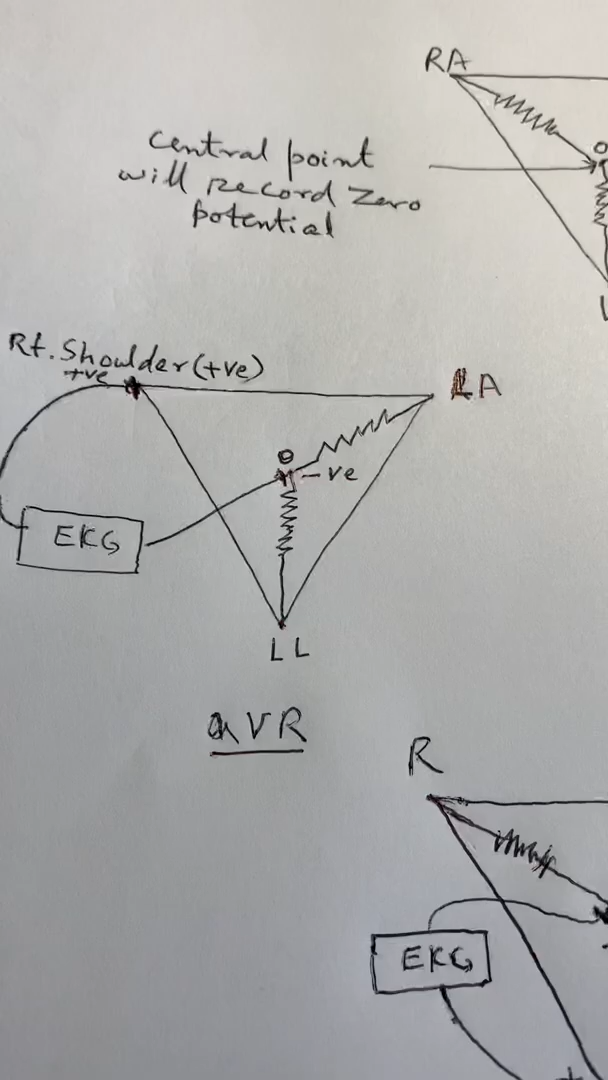 RA
O
central point
will record zero
potential
Rt. Shoulder (+ve)
+ve
LA
O
-ve
EKG
LL
aVR
R
EKG